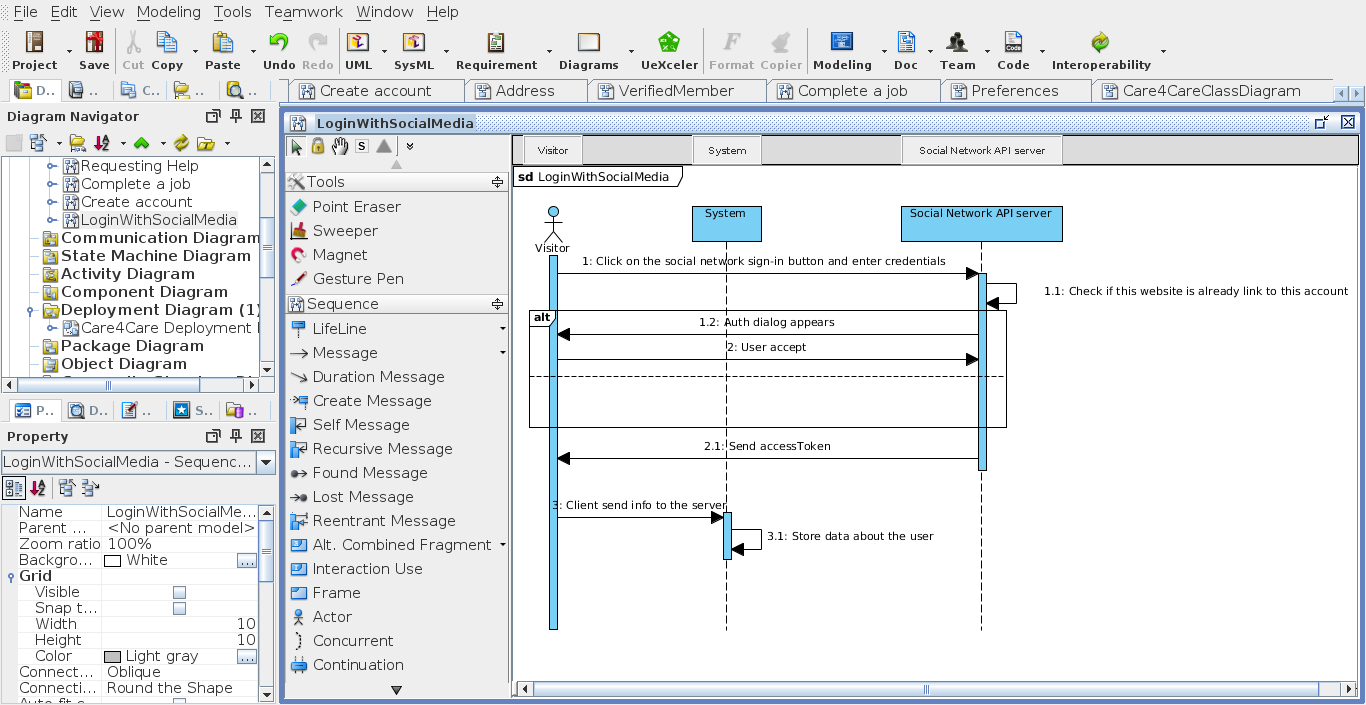 File Edit View Modeling Tools Teamwork Window Help
Project Save Cut Copy Paste Undo Redo UML SysML Requirement Diagrams UeXceler Format Copier Modeling Doc Team Code Interoperability
D.. .. C.. .. ..
Create account Address VerifiedMember Complete a job Preferences Care4CareClassDiagram
Diagram Navigator
Requesting Help
Complete a job
Create account
LoginWithSocialMedia
Communication Diagram
State Machine Diagram
Activity Diagram
Component Diagram
Deployment Diagram (1)
Care4Care Deployment
Package Diagram
Object Diagram
P.. D.. .. S.. ..
Property
LoginWithSocialMedia - Sequenc...
Name LoginWithSocialMe...
Parent ... <No parent model>
Zoom ratio 100%
Backgro... White ...
Grid
Visible
Snap t...
Width 10
Height 10
Color Light gray ...
Connect... Oblique
Connecti... Round the Shape
LoginWithSocialMedia
S
Tools
Point Eraser
Sweeper
Magnet
Gesture Pen
Sequence
LifeLine
Message
Duration Message
Create Message
Self Message
Recursive Message
Found Message
Lost Message
Reentrant Message
Alt. Combined Fragment
Interaction Use
Frame
Actor
Concurrent
Continuation
Visitor System Social Network API server
sd LoginWithSocialMedia
System Social Network API server
Visitor
1: Click on the social network sign-in button and enter credentials
1.1: Check if this website is already link to this account
alt
1.2: Auth dialog appears
2: User accept
2.1: Send accessToken
3: Client send info to the server
3.1: Store data about the user